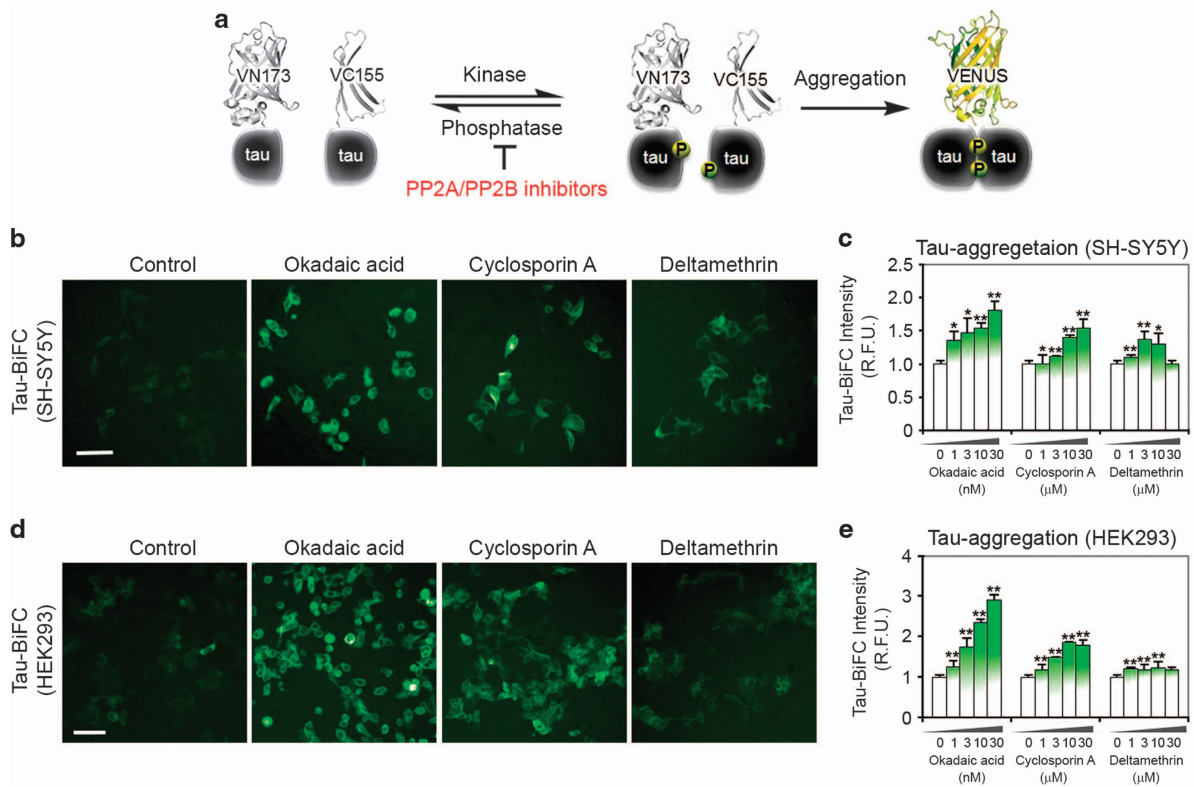 a
VN173 VC155 Kinase VN173 VC155 Aggregation VENUS
Phosphatase
tau tau tau P P tau tau P P tau
PP2A/PP2B inhibitors
b
Control Okadaic acid Cyclosporin A Deltamethrin
Tau-BiFC
(SH-SY5Y)
c
Tau-aggregetaion (SH-SY5Y)
Tau-BiFC Intensity
(R.F.U.)
2.5
2.0
1.5
1.0
0.5
0
* * ** ** * ** ** ** ** ** *
0 1 3 10 30 0 1 3 10 30 0 1 3 10 30
Okadaic acid Cyclosporin A Deltamethrin
(nM) (μM) (μM)
d
Control Okadaic acid Cyclosporin A Deltamethrin
Tau-BiFC
(HEK293)
e
Tau-aggregation (HEK293)
Tau-BiFC Intensity
(R.F.U.)
4
3
2
1
0
** ** ** ** ** ** ** ** ** ** **
0 1 3 10 30 0 1 3 10 30 0 1 3 10 30
Okadaic acid Cyclosporin A Deltamethrin
(nM) (μM) (μM)